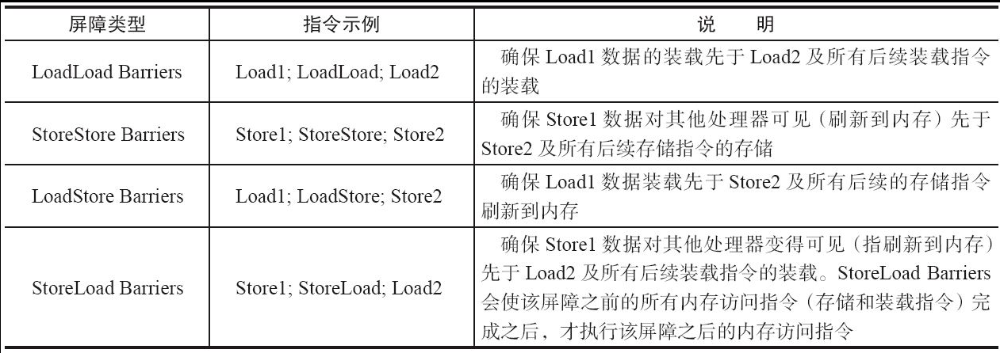 屏障类型 指令示例 说 明
LoadLoad Barriers Load1; LoadLoad; Load2 确保 Load1 数据的装载先于 Load2 及所有后续装载指令
的装载
StoreStore Barriers Store1; StoreStore; Store2 确保 Store1 数据对其他处理器可见（刷新到内存）先于
Store2 及所有后续存储指令的存储
LoadStore Barriers Load1; LoadStore; Store2 确保 Load1 数据装载先于 Store2 及所有后续的存储指令
刷新到内存
StoreLoad Barriers Store1; StoreLoad; Load2 确保 Store1 数据对其他处理器变得可见（指刷新到内存）
先于 Load2 及所有后续装载指令的装载。StoreLoad Barriers
会使该屏障之前的所有内存访问指令（存储和装载指令）完
成之后，才执行该屏障之后的内存访问指令